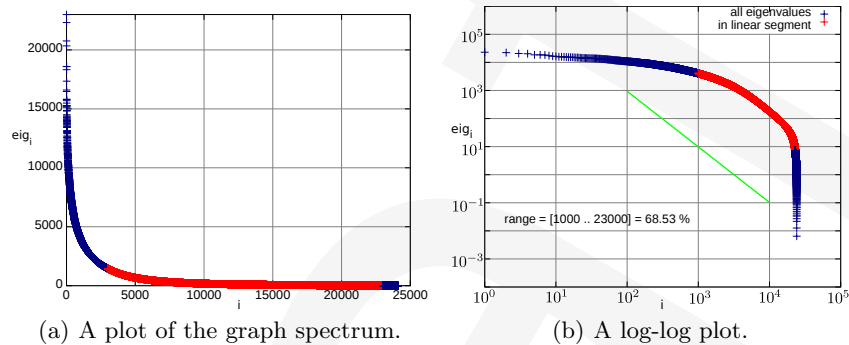 20000
15000
eig_i
10000
5000
0
0
5000
10000
15000
20000
25000
i
(a) A plot of the graph spectrum.
all eigenvalues
in linear segment
10^5
10^3
eig_i
10^1
10^-1
10^-3
range = [1000 .. 23000] = 68.53 %
10^0
10^1
10^2
10^3
10^4
10^5
i
(b) A log-log plot.